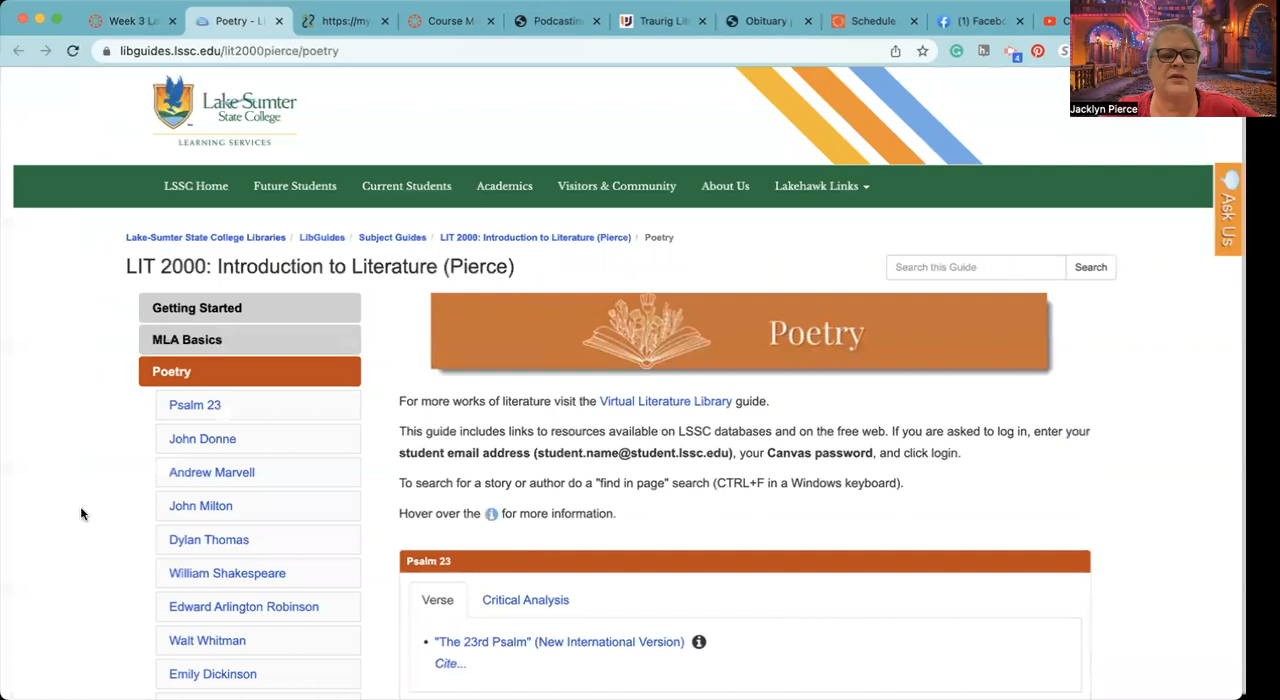 Week 3 La
Poetry - Li
https://my
Course M
Podcasting
Traurig Lib
Obituary
Schedule
(1) Faceb
libguides.lssc.edu/lit2000pierce/poetry
4
Jacklyn Pierce
Lake-Sumter
State College
LEARNING SERVICES
LSSC Home Future Students Current Students Academics Visitors & Community About Us Lakehawk Links
Ask Us
Lake-Sumter State College Libraries / LibGuides / Subject Guides / LIT 2000: Introduction to Literature (Pierce) / Poetry
LIT 2000: Introduction to Literature (Pierce)
Search this Guide Search
Getting Started
MLA Basics
Poetry
Psalm 23
John Donne
Andrew Marvell
John Milton
Dylan Thomas
William Shakespeare
Edward Arlington Robinson
Walt Whitman
Emily Dickinson
Poetry
For more works of literature visit the Virtual Literature Library guide.
This guide includes links to resources available on LSSC databases and on the free web. If you are asked to log in, enter your
student email address (student.name@student.lssc.edu), your Canvas password, and click login.
To search for a story or author do a "find in page" search (CTRL+F in a Windows keyboard).
Hover over the for more information.
Psalm 23
Verse Critical Analysis
• "The 23rd Psalm" (New International Version)
Cite...